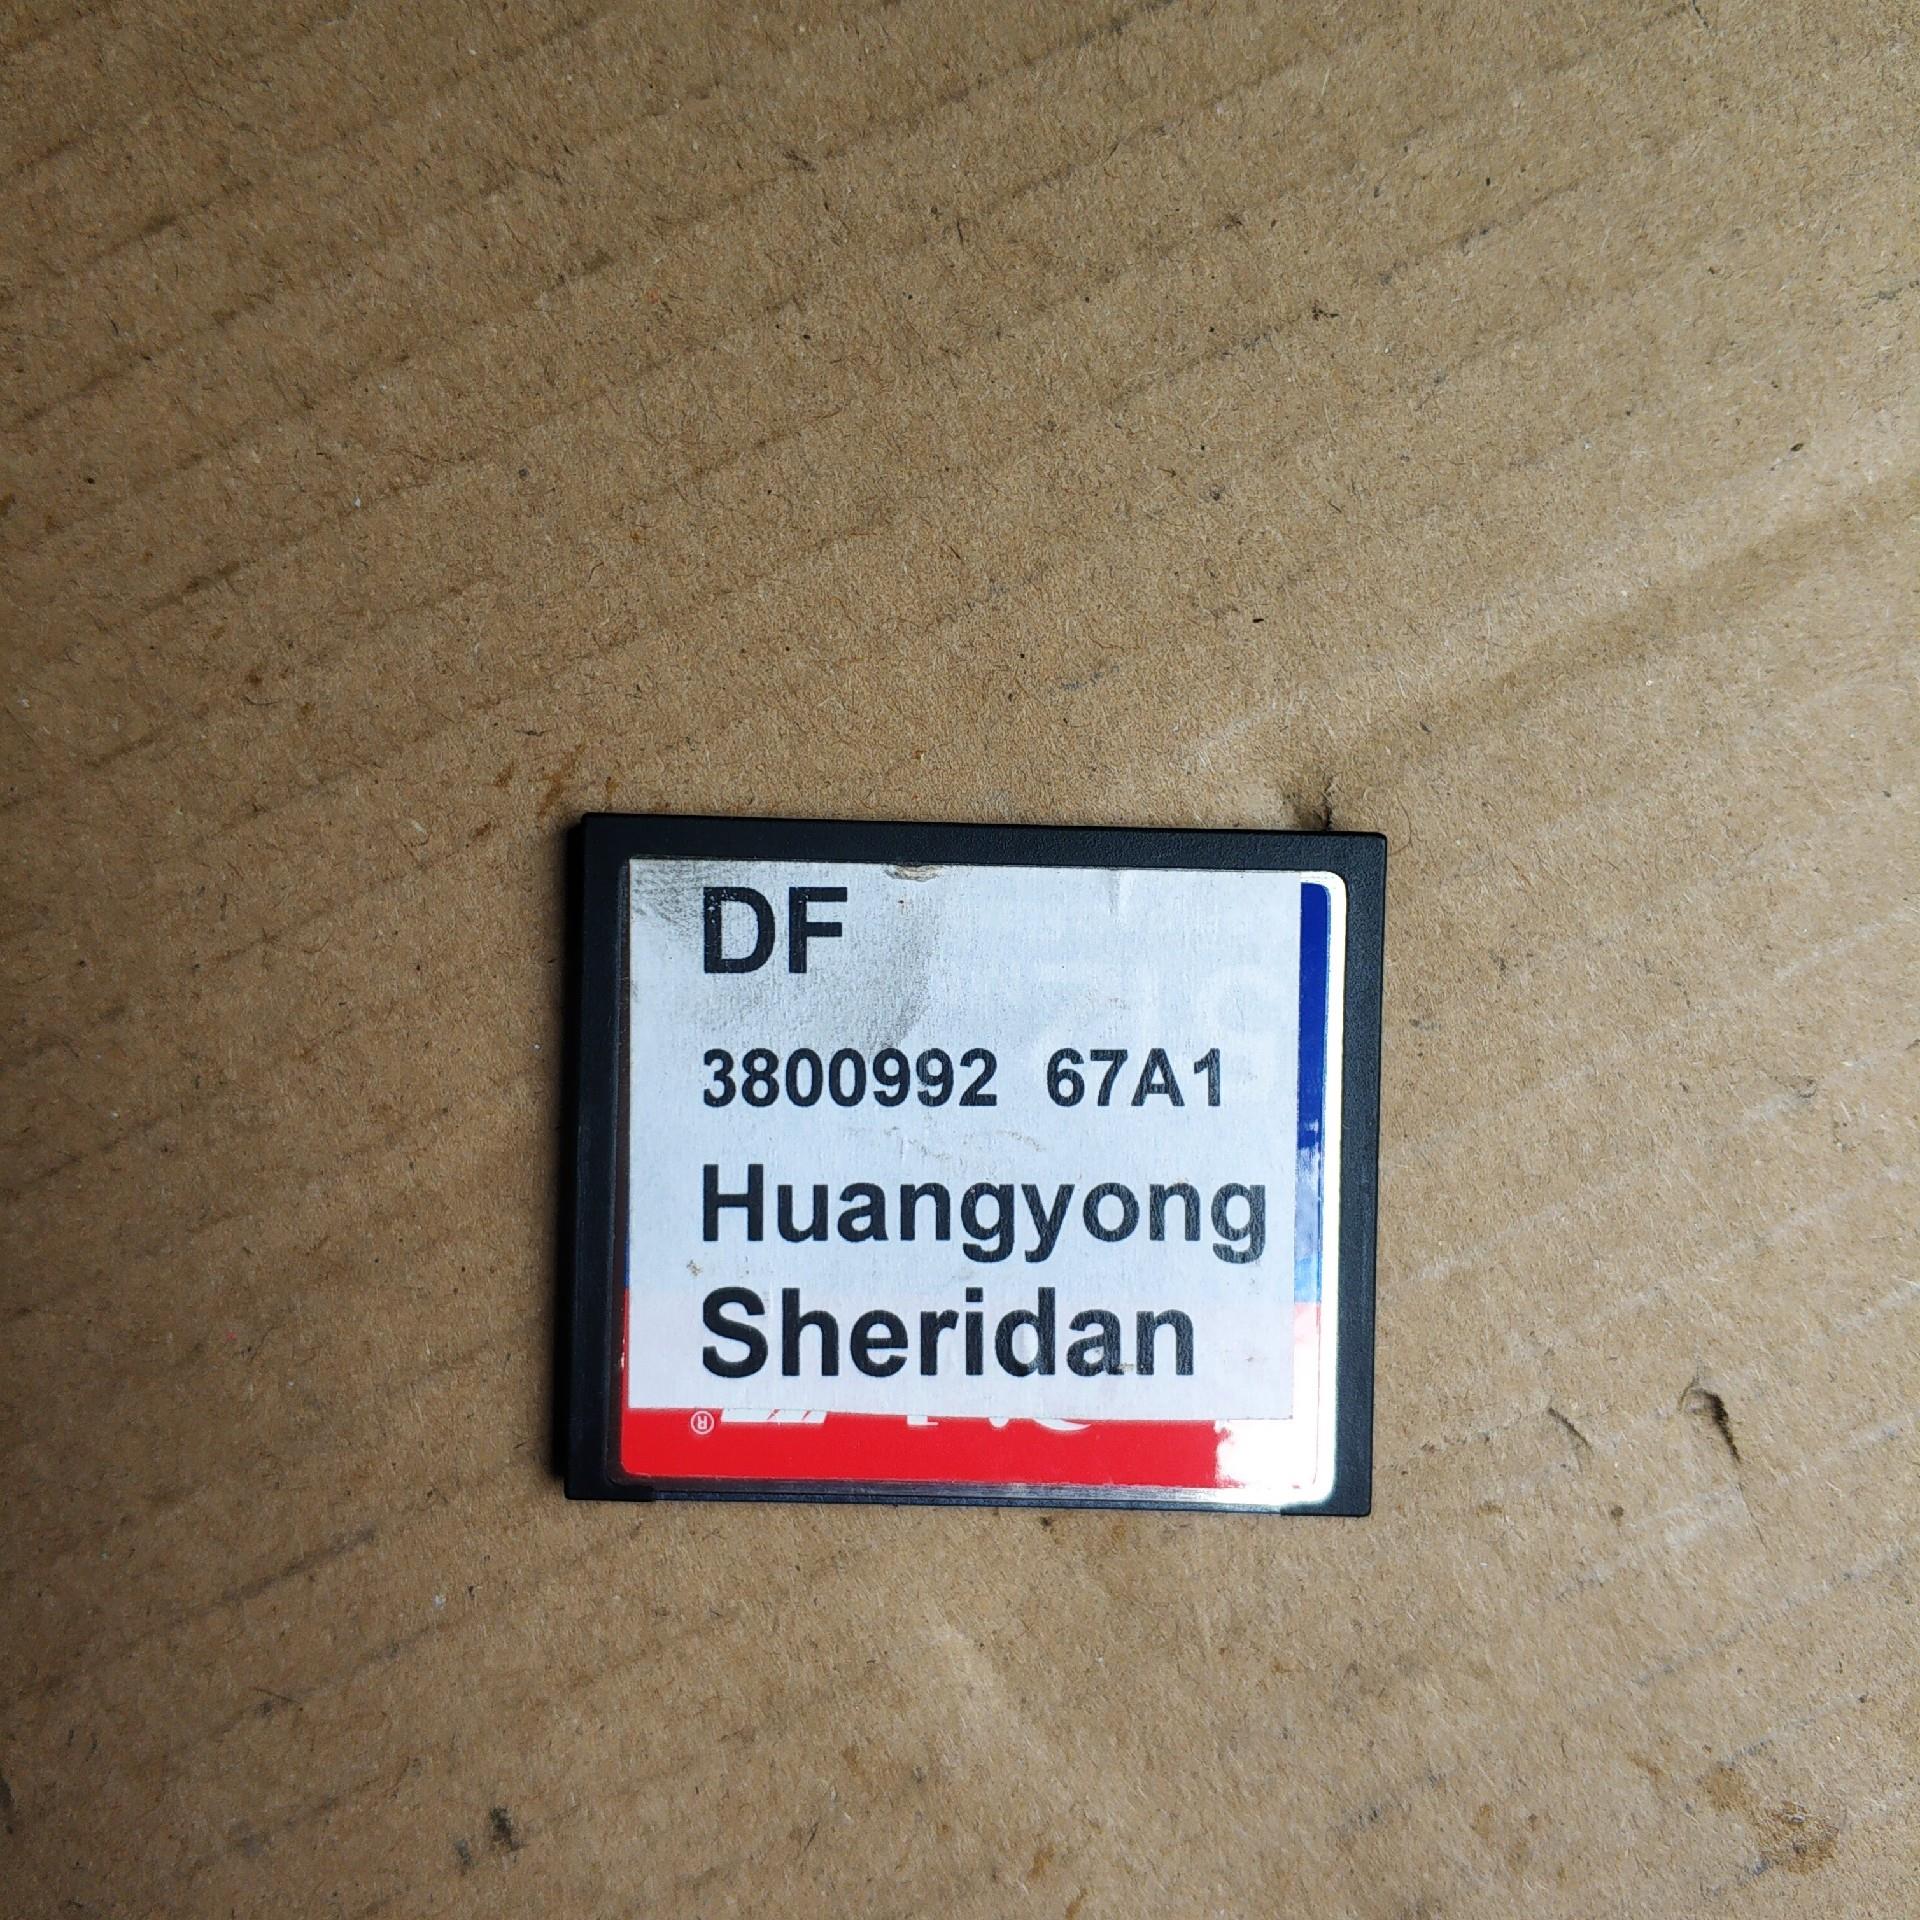 DF
3800992 67A1
Huangyong
Sheridan
®